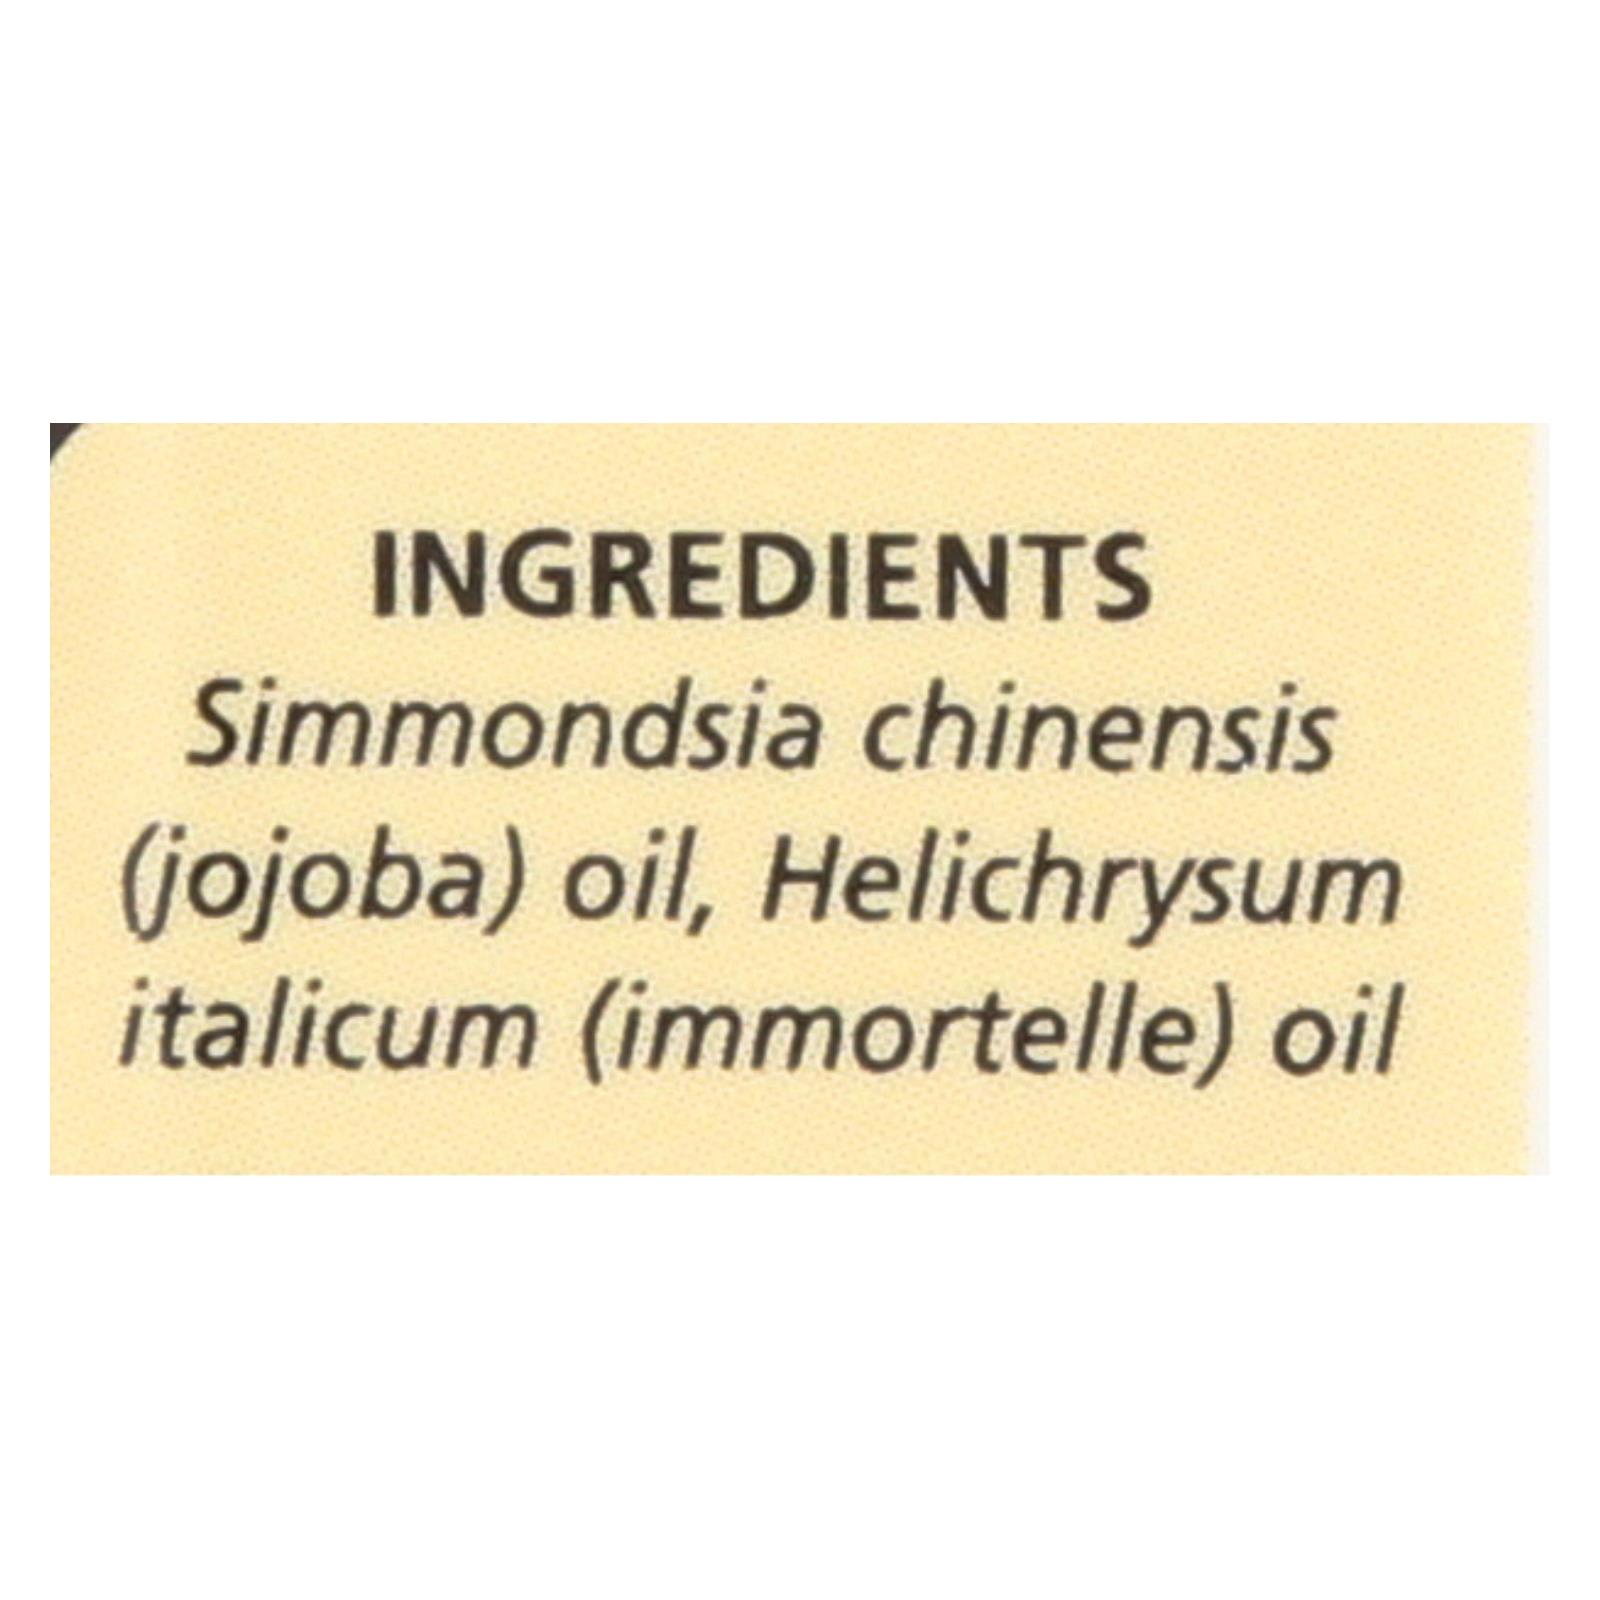 INGREDIENTS
Simmondsia chinensis
(jojoba) oil, Helichrysum
italicum (immortelle) oil